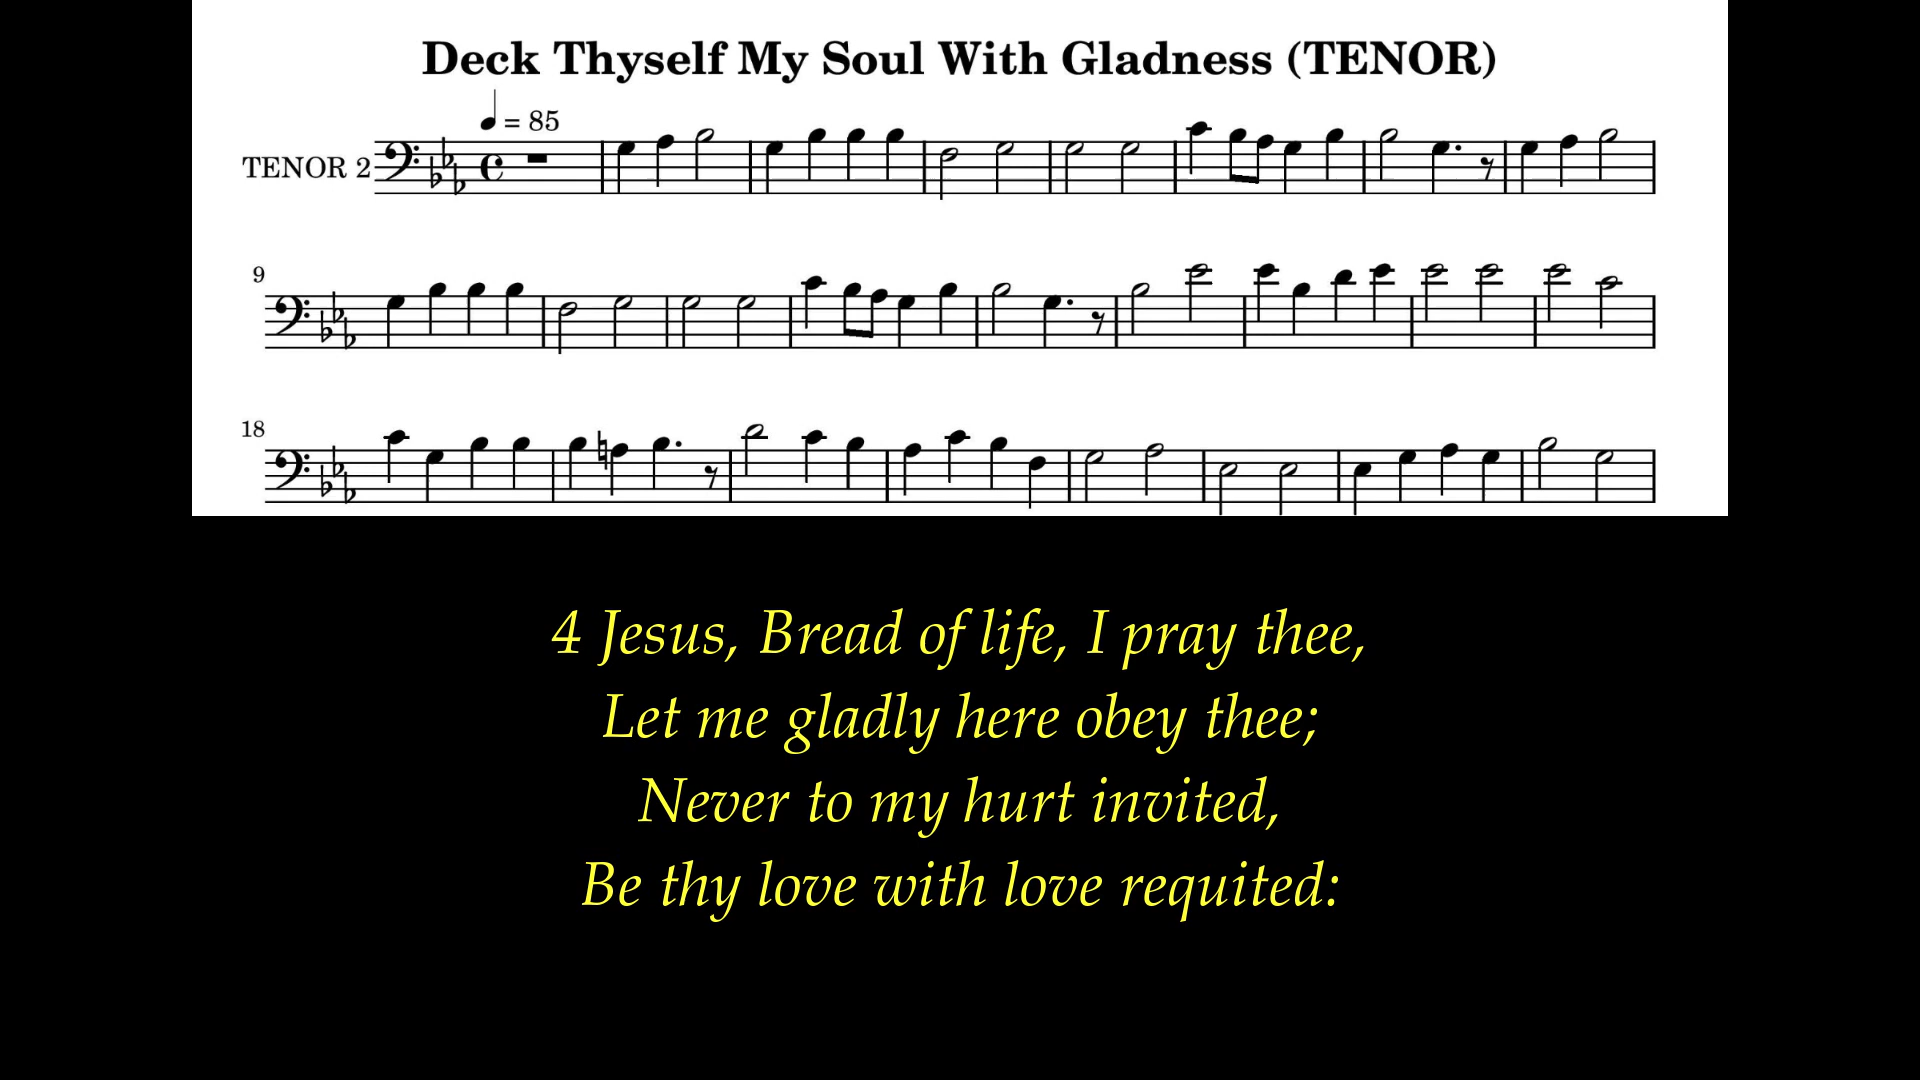 Deck Thyself My Soul With Gladness (TENOR)
♩ = 85
TENOR 2
9
18
4 Jesus, Bread of life, I pray thee,
Let me gladly here obey thee;
Never to my hurt invited,
Be thy love with love requited: